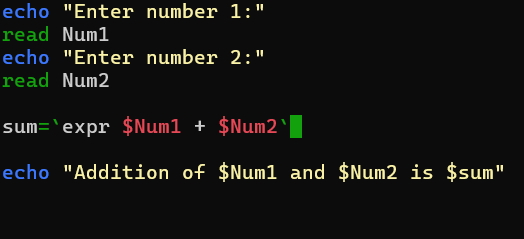 echo "Enter number 1:"
read Num1
echo "Enter number 2:"
read Num2
sum=`expr $Num1 + $Num2`
echo "Addition of $Num1 and $Num2 is $sum"